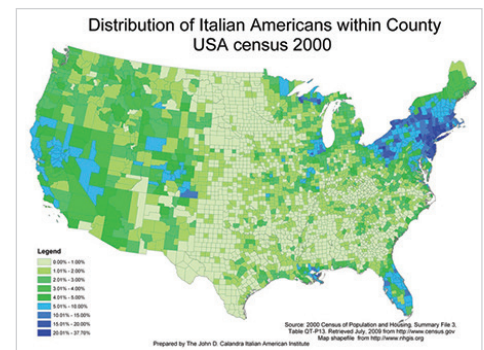 Distribution of Italian Americans within County
USA census 2000
Legend
0.00% - 1.00%
1.01% - 2.00%
2.01% - 3.00%
3.01% - 4.00%
4.01% - 5.00%
5.01% - 10.00%
10.01% - 15.00%
15.01% - 20.00%
20.01% - 37.76%
Source: 2000 Census of Population and Housing, Summary File 3,
Table QT-P13. Retrieved July, 2009 from http://www.census.gov
Map shapefile from http://www.nhgis.org
Prepared by The John D. Calandra Italian American Institute